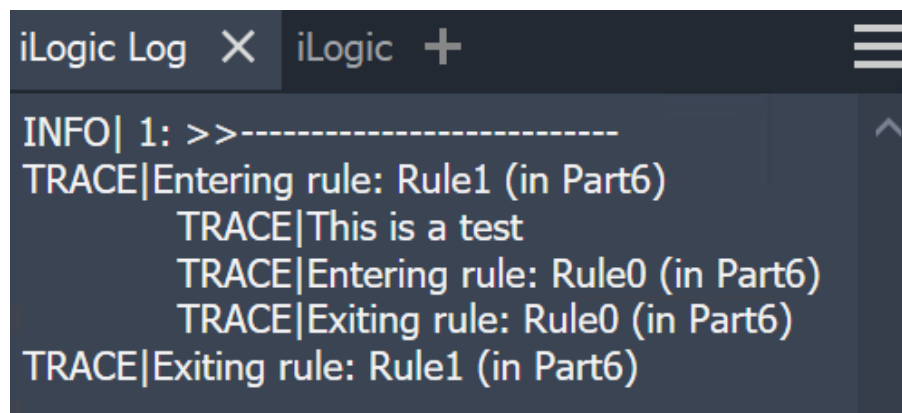 iLogic Log × iLogic +
INFO| 1: >>---------------------------
TRACE|Entering rule: Rule1 (in Part6)
TRACE|This is a test
TRACE|Entering rule: Rule0 (in Part6)
TRACE|Exiting rule: Rule0 (in Part6)
TRACE|Exiting rule: Rule1 (in Part6)